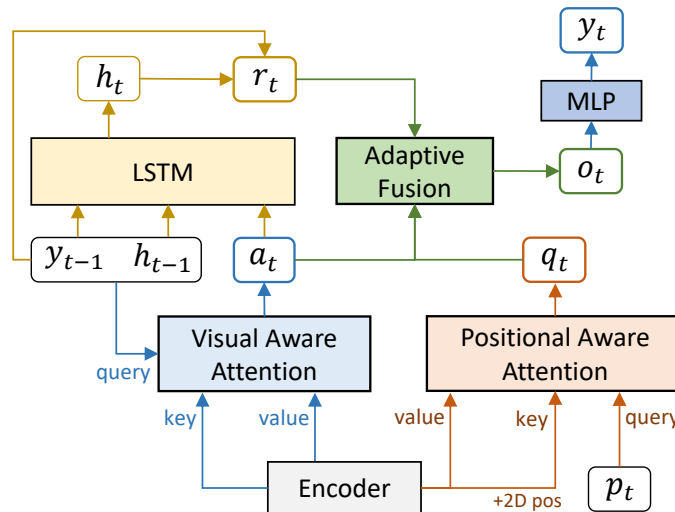 y_t
h_t
r_t
MLP
LSTM
Adaptive
Fusion
o_t
y_{t-1} h_{t-1}
a_t
q_t
Visual Aware
Attention
Positional Aware
Attention
query
key
value
value
key
query
Encoder
+2D pos
p_t